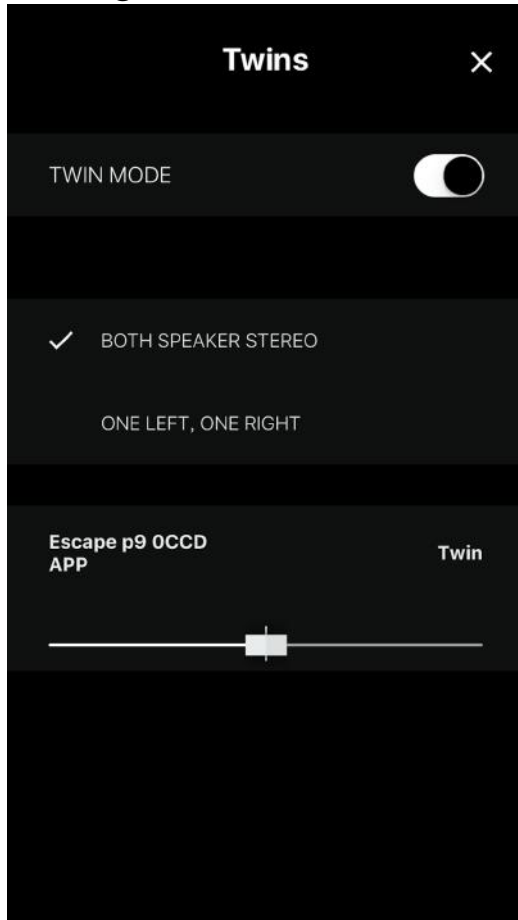 Twins
TWIN MODE
BOTH SPEAKER STEREO
ONE LEFT, ONE RIGHT
Escape p9 0CCD
APP
Twin